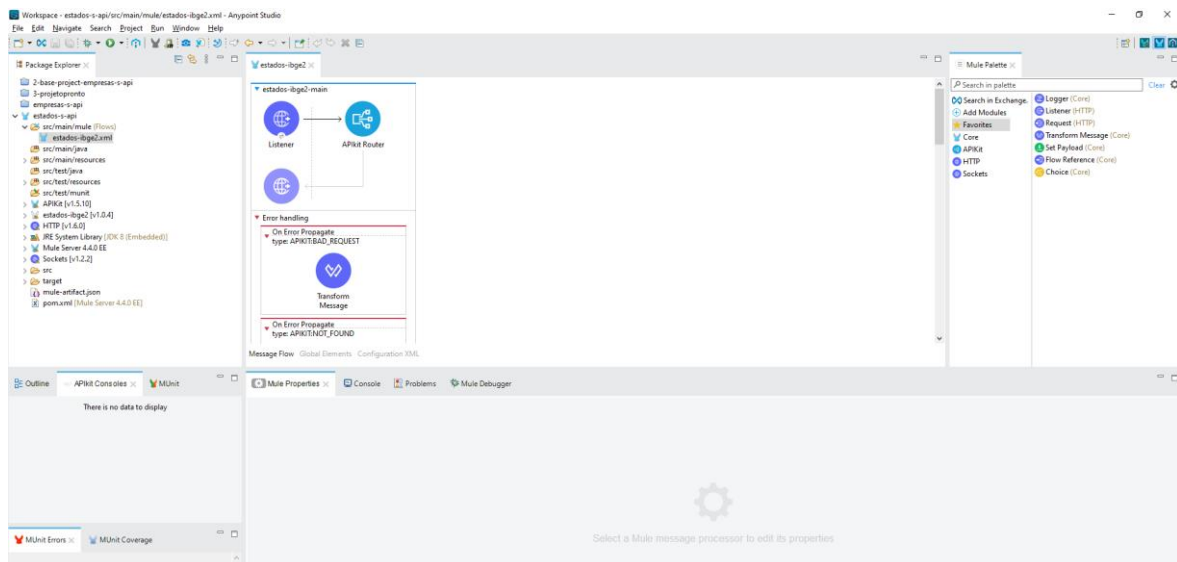 Workspace - estados-s-api/src/main/mule/estados-ibge2.xml - Anypoint Studio
File Edit Navigate Search Project Run Window Help
Package Explorer
2-base-project-empresas-s-api
3-projetopronto
empresas-s-api
estados-s-api
src/main/mule (Flows)
estados-ibge2.xml
src/main/java
src/main/resources
src/test/java
src/test/resources
src/test/munit
APIKit [v1.5.10]
estados-ibge2 [v1.0.4]
HTTP [v1.6.0]
JRE System Library [JDK 8 (Embedded)]
Mule Server 4.4.0 EE
Sockets [v1.2.2]
src
target
mule-artifact.json
pom.xml [Mule Server 4.4.0 EE]
estados-ibge2
estados-ibge2-main
Listener
APIkit Router
Error handling
On Error Propagate
type: APIKIT:BAD_REQUEST
Transform
Message
On Error Propagate
type: APIKIT:NOT_FOUND
Message Flow Global Elements Configuration XML
Mule Palette
Search in palette
Clear
Search in Exchange.
Add Modules
Favorites
Core
APIKit
HTTP
Sockets
Logger (Core)
Listener (HTTP)
Request (HTTP)
Transform Message (Core)
Set Payload (Core)
Flow Reference (Core)
Choice (Core)
Outline APIkit Consoles MUnit
There is no data to display
Mule Properties Console Problems Mule Debugger
Select a Mule message processor to edit its properties
MUnit Errors MUnit Coverage